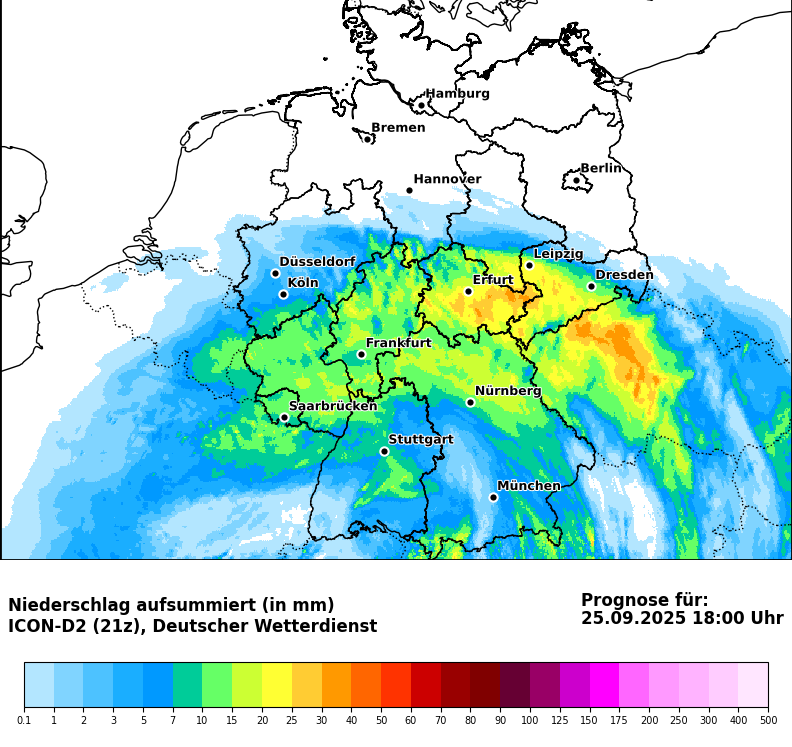 Hamburg
Bremen
Berlin
Hannover
Leipzig
Düsseldorf
Dresden
Köln
Erfurt
Frankfurt
Nürnberg
Saarbrücken
Stuttgart
München
Niederschlag aufsummiert (in mm)
ICON-D2 (21z), Deutscher Wetterdienst
Prognose für:
25.09.2025 18:00 Uhr
0.1 1 2 3 5 7 10 15 20 25 30 40 50 60 70 80 90 100 125 150 175 200 250 300 400 500